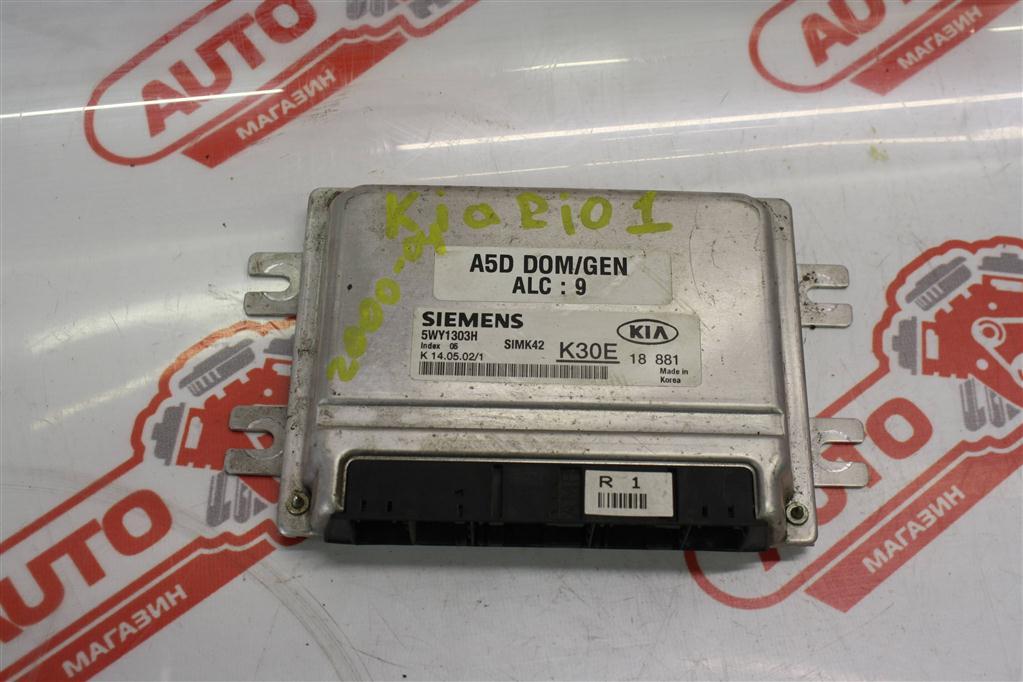 AUTO
МАГАЗИН
Kia Rio 1
2000-04
A5D DOM/GEN
ALC : 9
SIEMENS
5WY1303H
Index 06 SIMK42
K 14.05.02/1
K30E
KIA
18 881
Made in
Korea
R 1
AUTO
МАГАЗИН
AUTO
МАГАЗИН
AUTO
МАГАЗИН